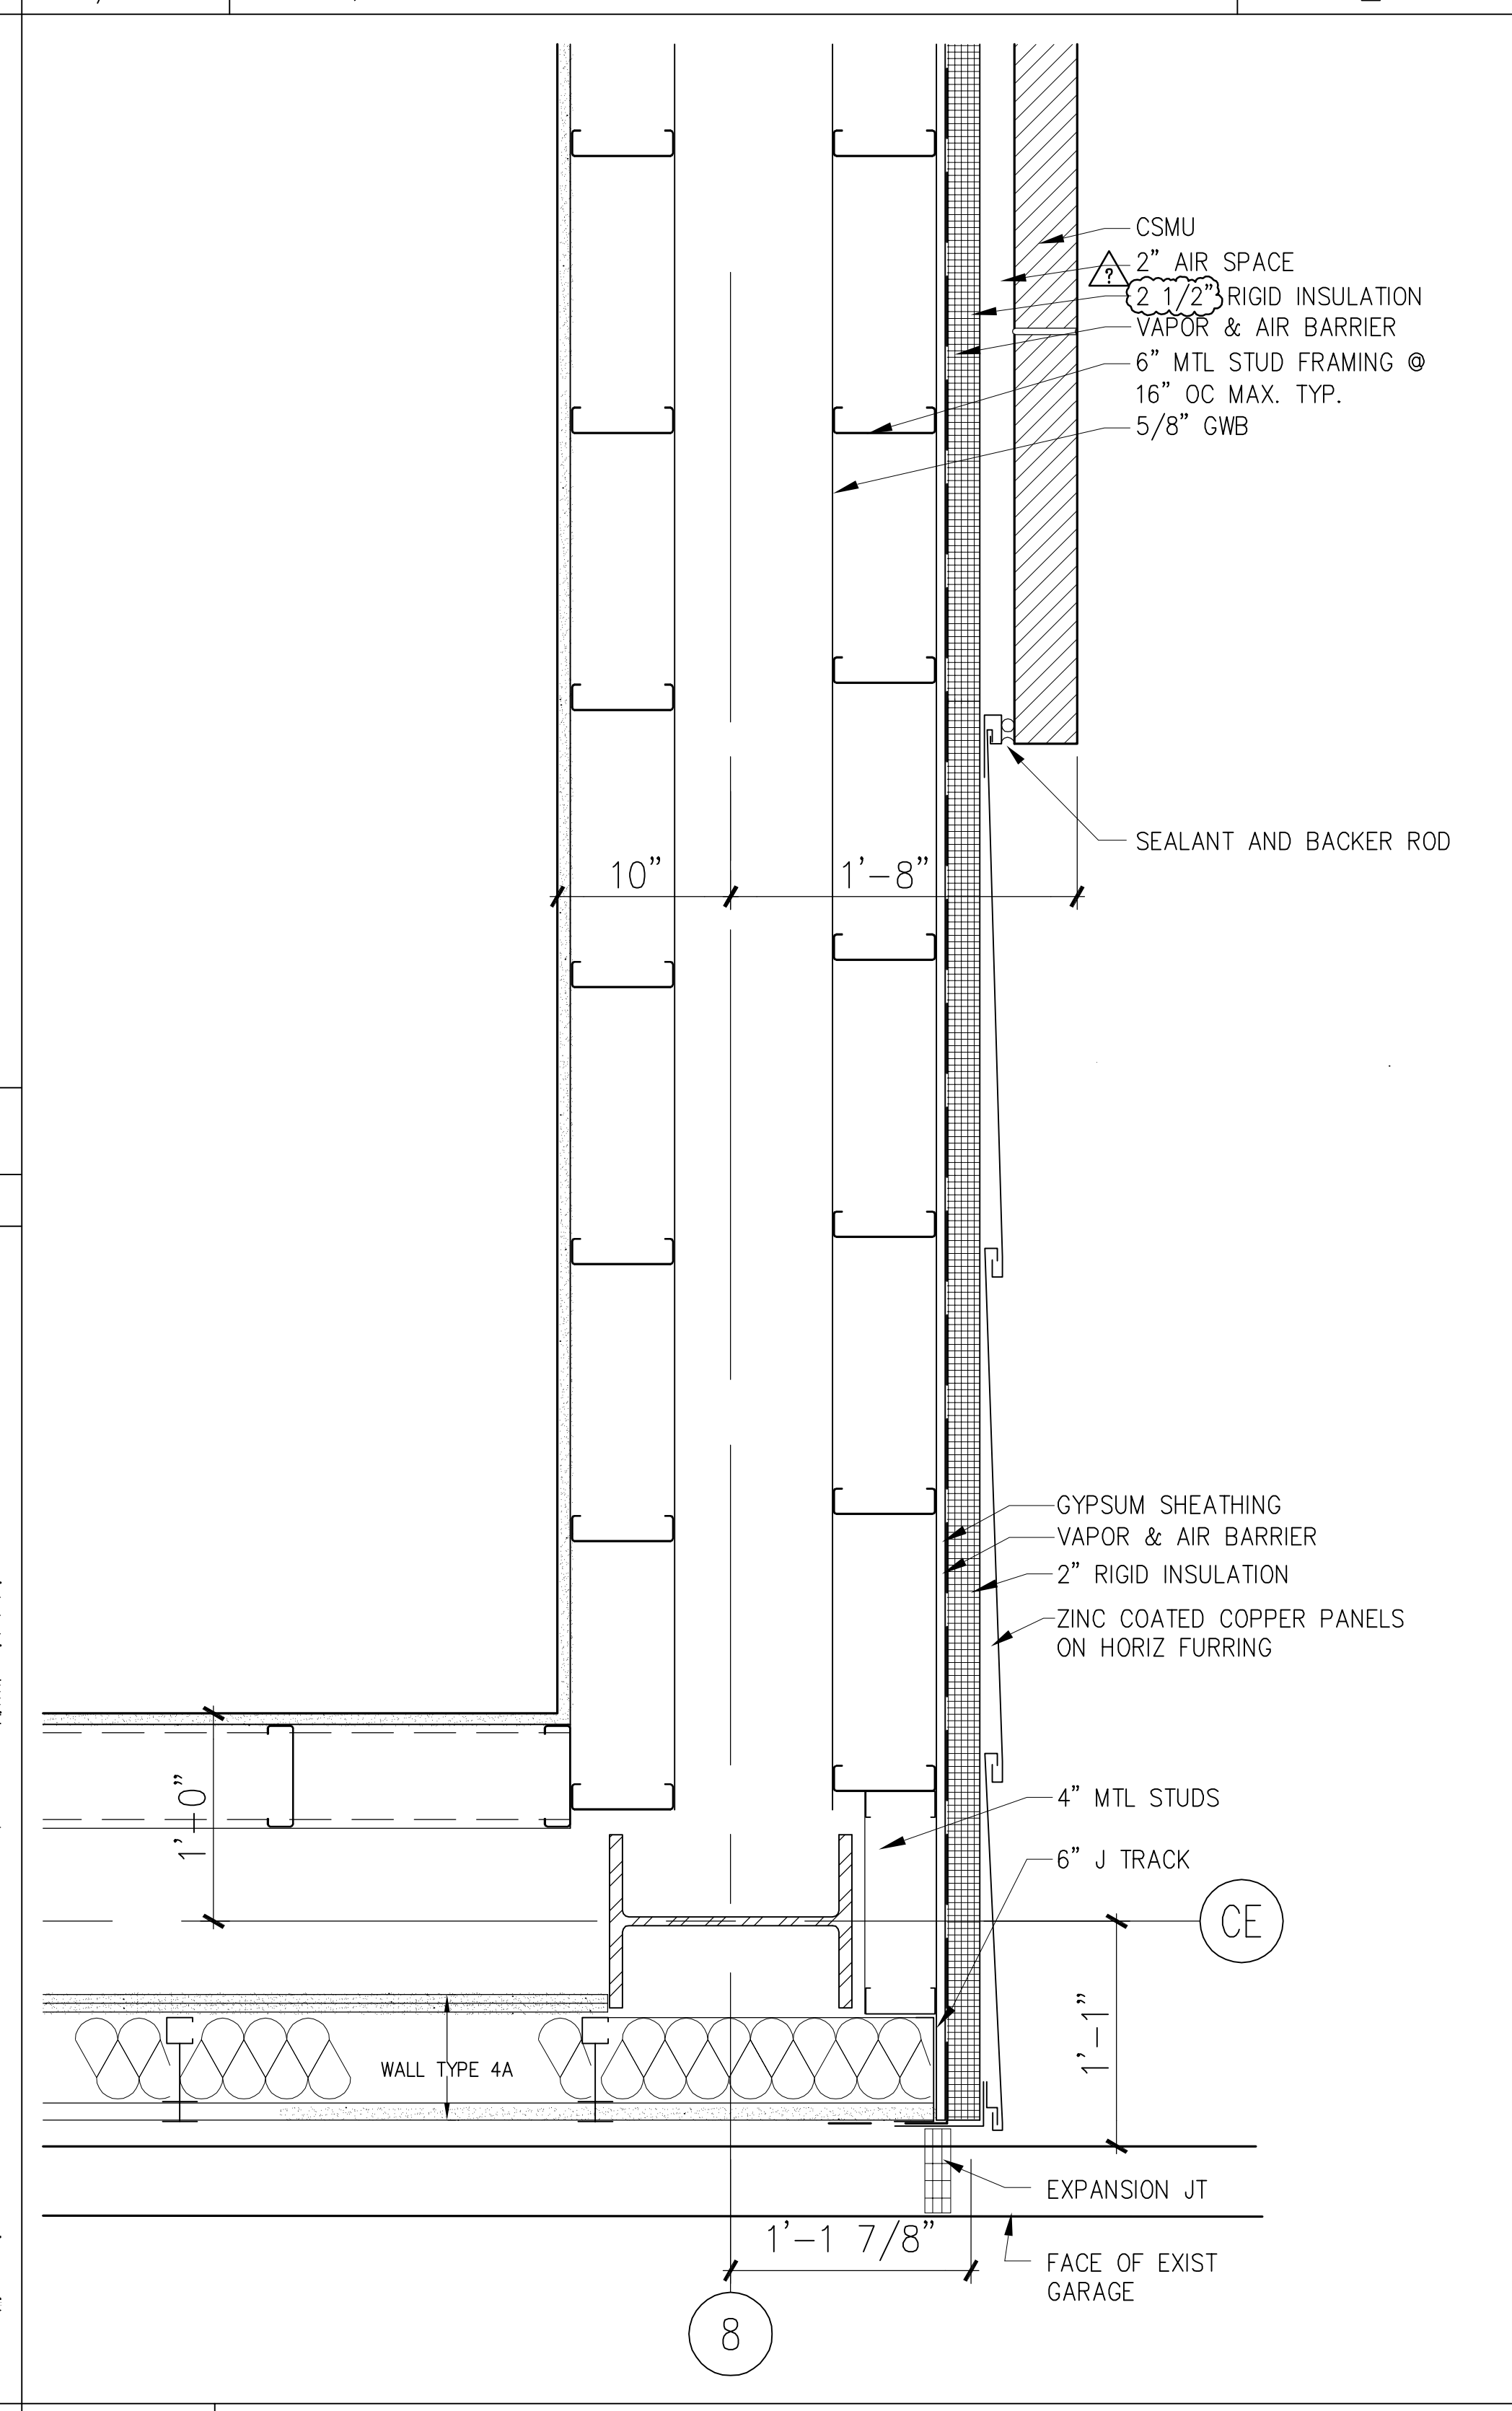 CSMU
2" AIR SPACE
?
2 1/2" RIGID INSULATION
VAPOR & AIR BARRIER
6" MTL STUD FRAMING @
16" OC MAX. TYP.
5/8" GWB
SEALANT AND BACKER ROD
10"
1'-8"
GYPSUM SHEATHING
VAPOR & AIR BARRIER
2" RIGID INSULATION
ZINC COATED COPPER PANELS
ON HORIZ FURRING
1'-0"
4" MTL STUDS
6" J TRACK
CE
1'-1"
WALL TYPE 4A
EXPANSION JT
1'-1 7/8"
FACE OF EXIST
GARAGE
8